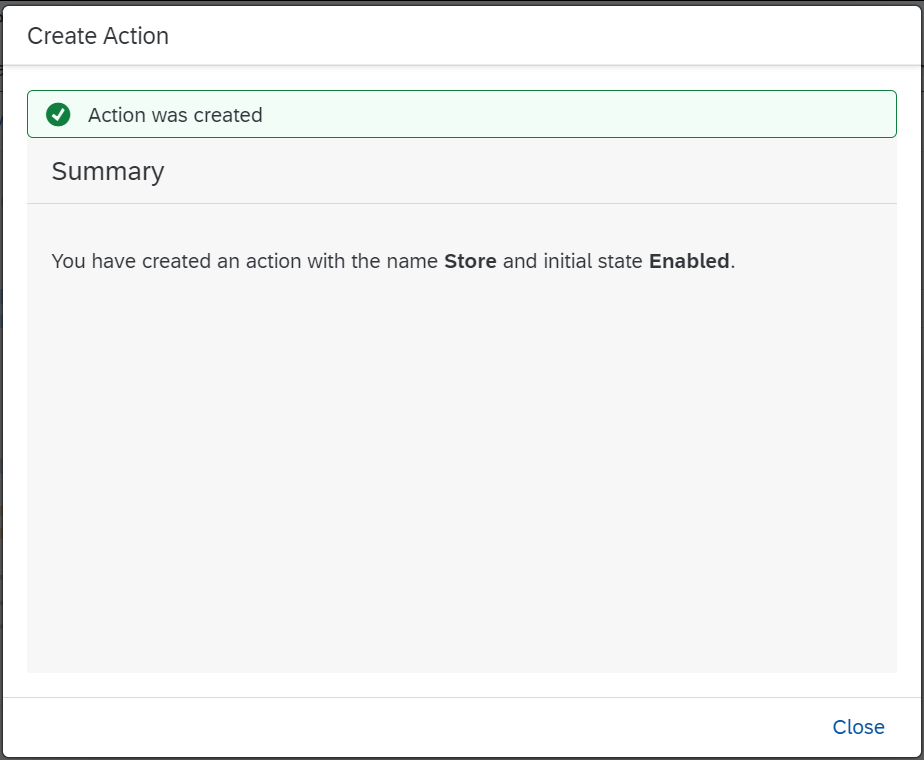 Create Action
Action was created
Summary
You have created an action with the name Store and initial state Enabled.
Close